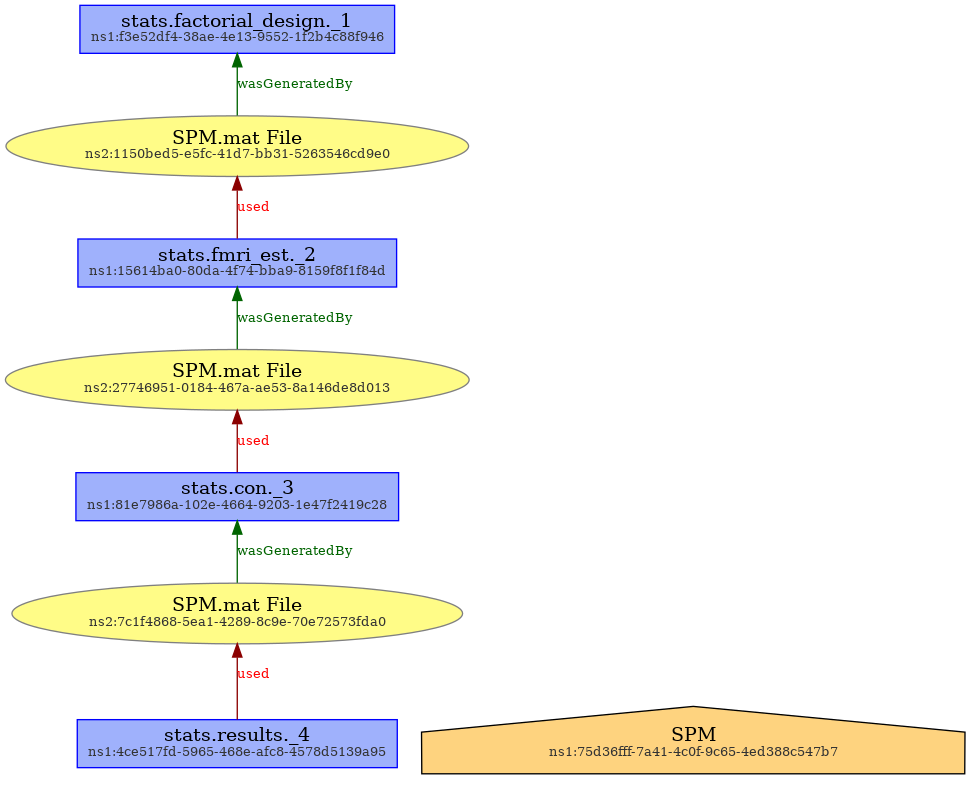 stats.factorial_design._1
ns1:f3e52df4-38ae-4e13-9552-1f2b4c88f946
wasGeneratedBy
SPM.mat File
ns2:1150bed5-e5fc-41d7-bb31-5263546cd9e0
used
stats.fmri_est._2
ns1:15614ba0-80da-4f74-bba9-8159f8f1f84d
wasGeneratedBy
SPM.mat File
ns2:27746951-0184-467a-ae53-8a146de8d013
used
stats.con._3
ns1:81e7986a-102e-4664-9203-1e47f2419c28
wasGeneratedBy
SPM.mat File
ns2:7c1f4868-5ea1-4289-8c9e-70e72573fda0
used
stats.results._4
ns1:4ce517fd-5965-468e-afc8-4578d5139a95
SPM
ns1:75d36fff-7a41-4c0f-9c65-4ed388c547b7